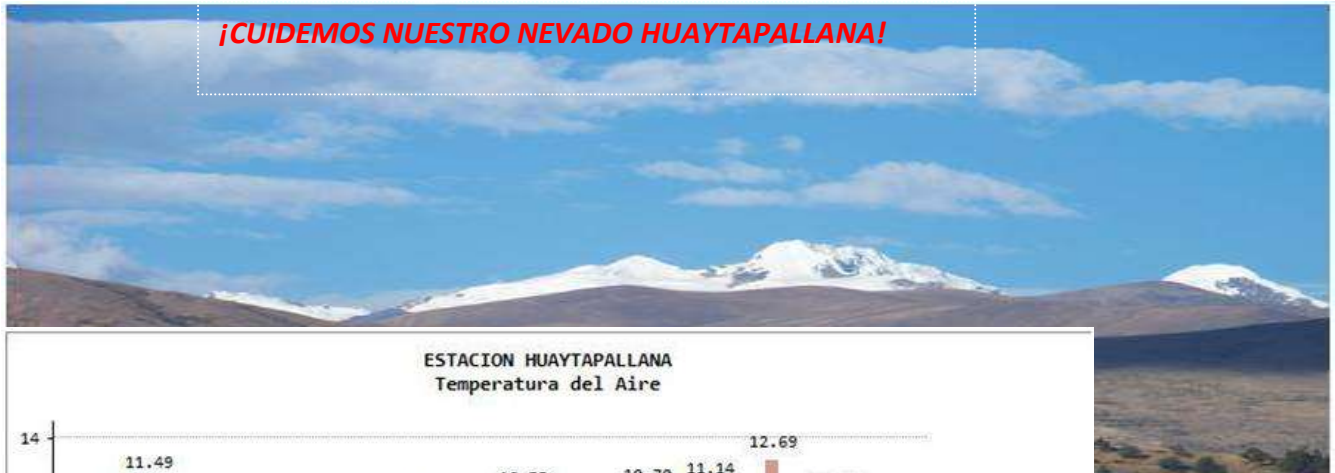 ¡CUIDEMOS NUESTRO NEVADO HUAYTAPALLANA!
ESTACION HUAYTAPALLANA
Temperatura del Aire
14
12.69
11.49
11.14